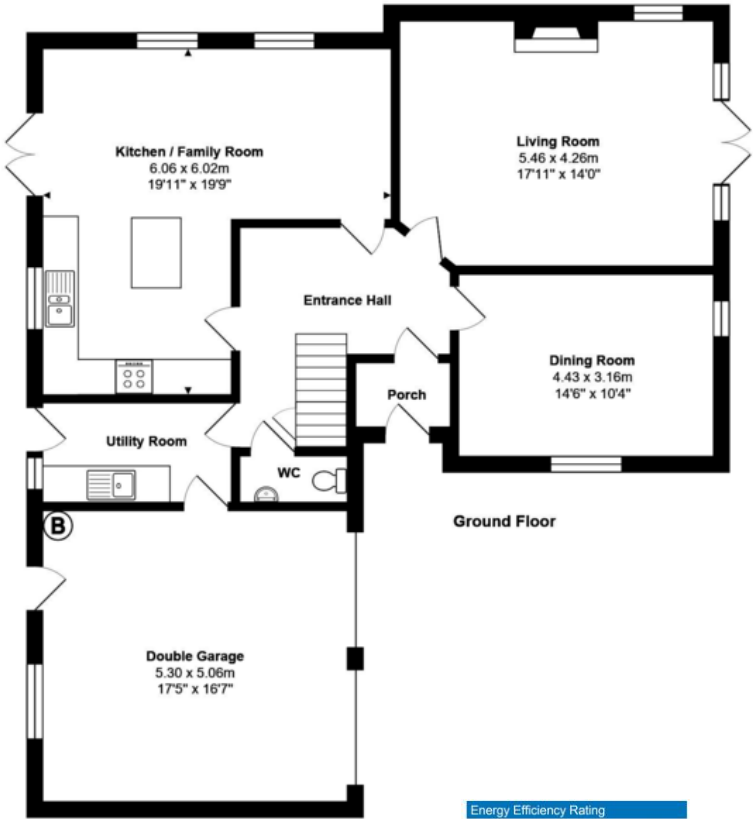 Kitchen / Family Room
6.06 x 6.02m
19'11" x 19'9"
Living Room
5.46 x 4.26m
17'11" x 14'0"
Entrance Hall
Dining Room
4.43 x 3.16m
14'6" x 10'4"
Porch
Utility Room
WC
B
Ground Floor
Double Garage
5.30 x 5.06m
17'5" x 16'7"
Energy Efficiency Rating